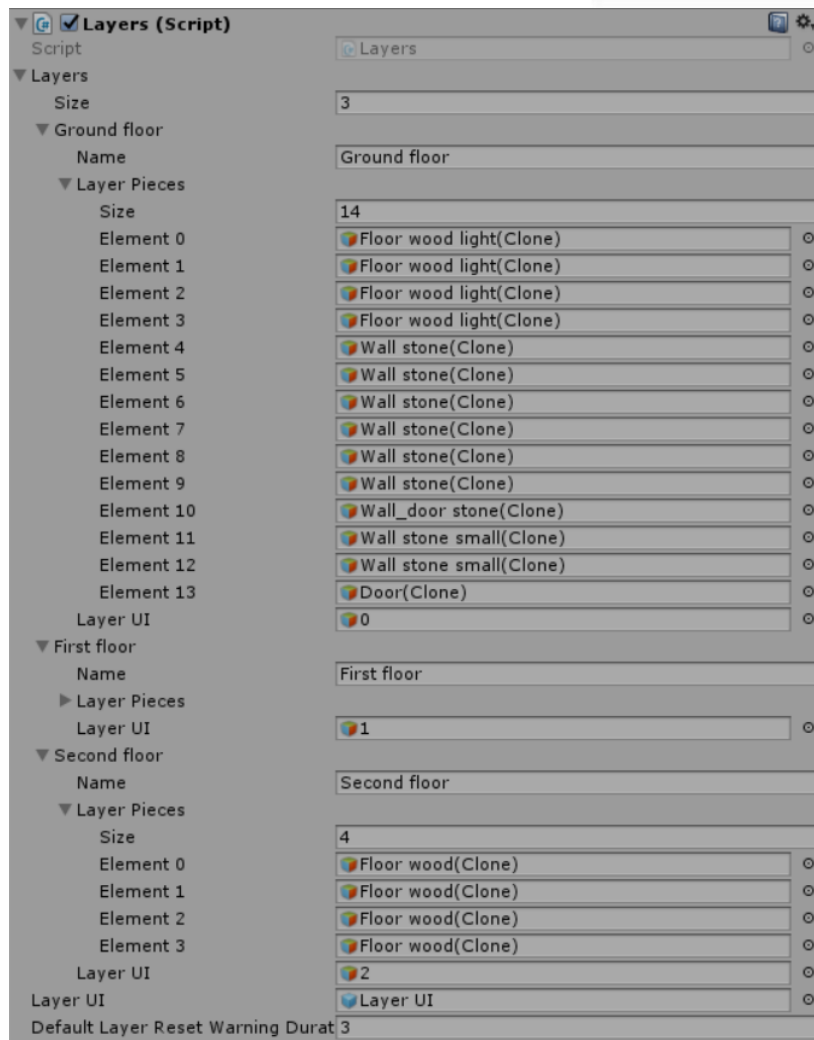 Layers (Script)
Script Layers
Layers
Size 3
Ground floor
Name Ground floor
Layer Pieces
Size 14
Element 0 Floor wood light(Clone)
Element 1 Floor wood light(Clone)
Element 2 Floor wood light(Clone)
Element 3 Floor wood light(Clone)
Element 4 Wall stone(Clone)
Element 5 Wall stone(Clone)
Element 6 Wall stone(Clone)
Element 7 Wall stone(Clone)
Element 8 Wall stone(Clone)
Element 9 Wall stone(Clone)
Element 10 Wall_door stone(Clone)
Element 11 Wall stone small(Clone)
Element 12 Wall stone small(Clone)
Element 13 Door(Clone)
Layer UI 0
First floor
Name First floor
Layer Pieces
Layer UI 1
Second floor
Name Second floor
Layer Pieces
Size 4
Element 0 Floor wood(Clone)
Element 1 Floor wood(Clone)
Element 2 Floor wood(Clone)
Element 3 Floor wood(Clone)
Layer UI 2
Layer UI Layer UI
Default Layer Reset Warning Durat 3